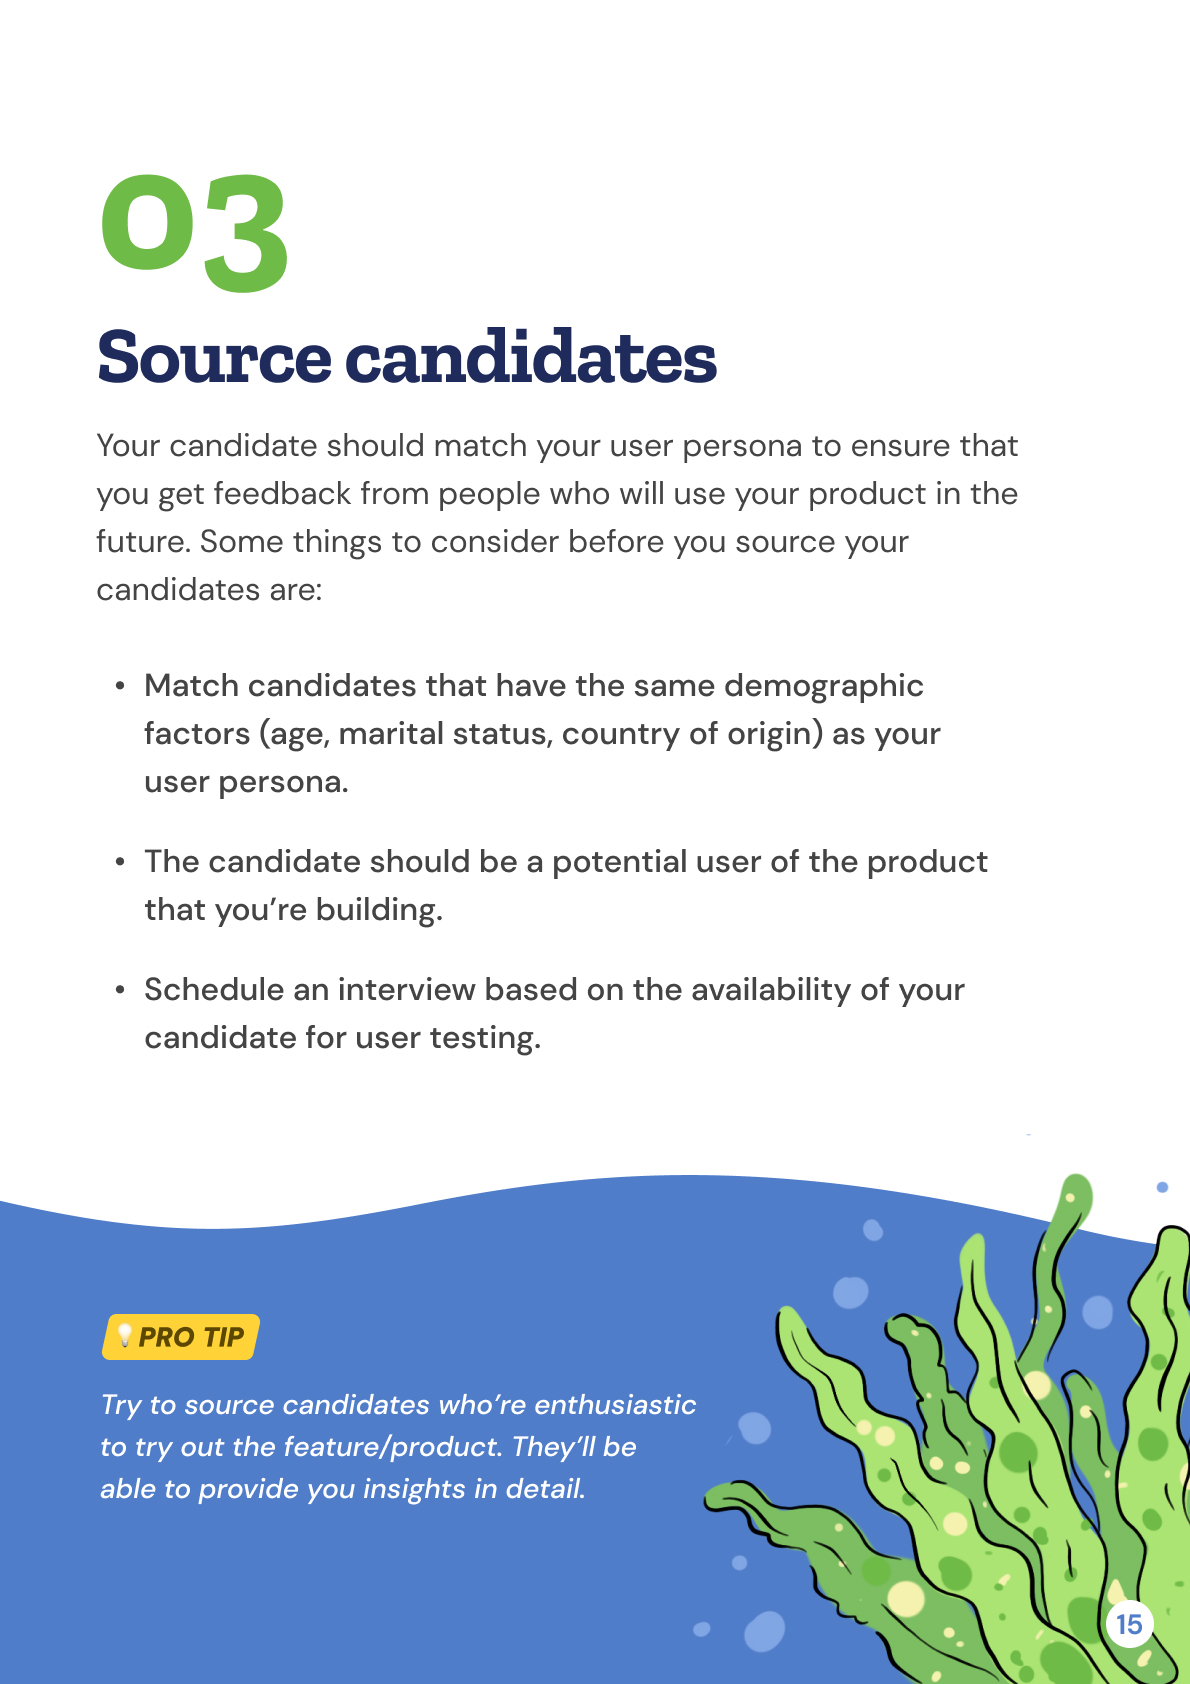 03
Source candidates
Your candidate should match your user persona to ensure that
you get feedback from people who will use your product in the
future. Some things to consider before you source your
candidates are:
• Match candidates that have the same demographic
factors (age, marital status, country of origin) as your
user persona.
• The candidate should be a potential user of the product
that you’re building.
• Schedule an interview based on the availability of your
candidate for user testing.
PRO TIP
Try to source candidates who’re enthusiastic
to try out the feature/product. They’ll be
able to provide you insights in detail.
15